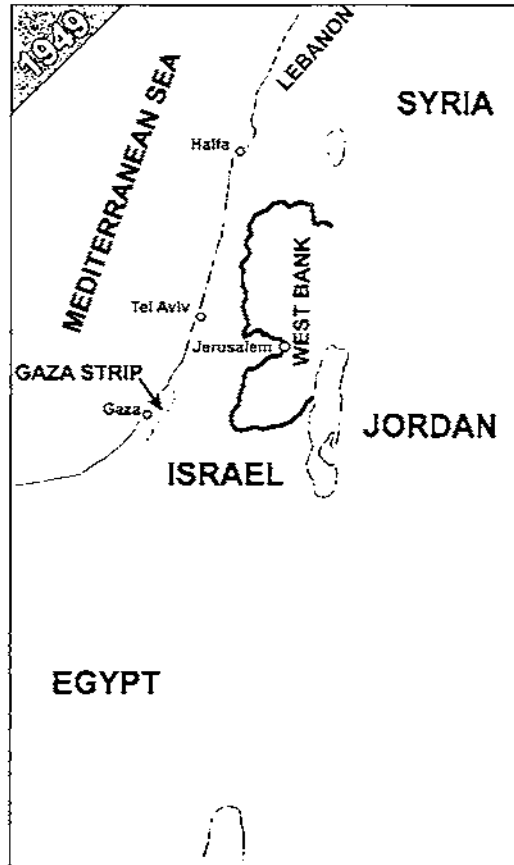 1949
MEDITERRANEAN SEA
LEBANON
SYRIA
Haifa
WEST BANK
Tel Aviv
Jerusalem
GAZA STRIP
Gaza
JORDAN
ISRAEL
EGYPT